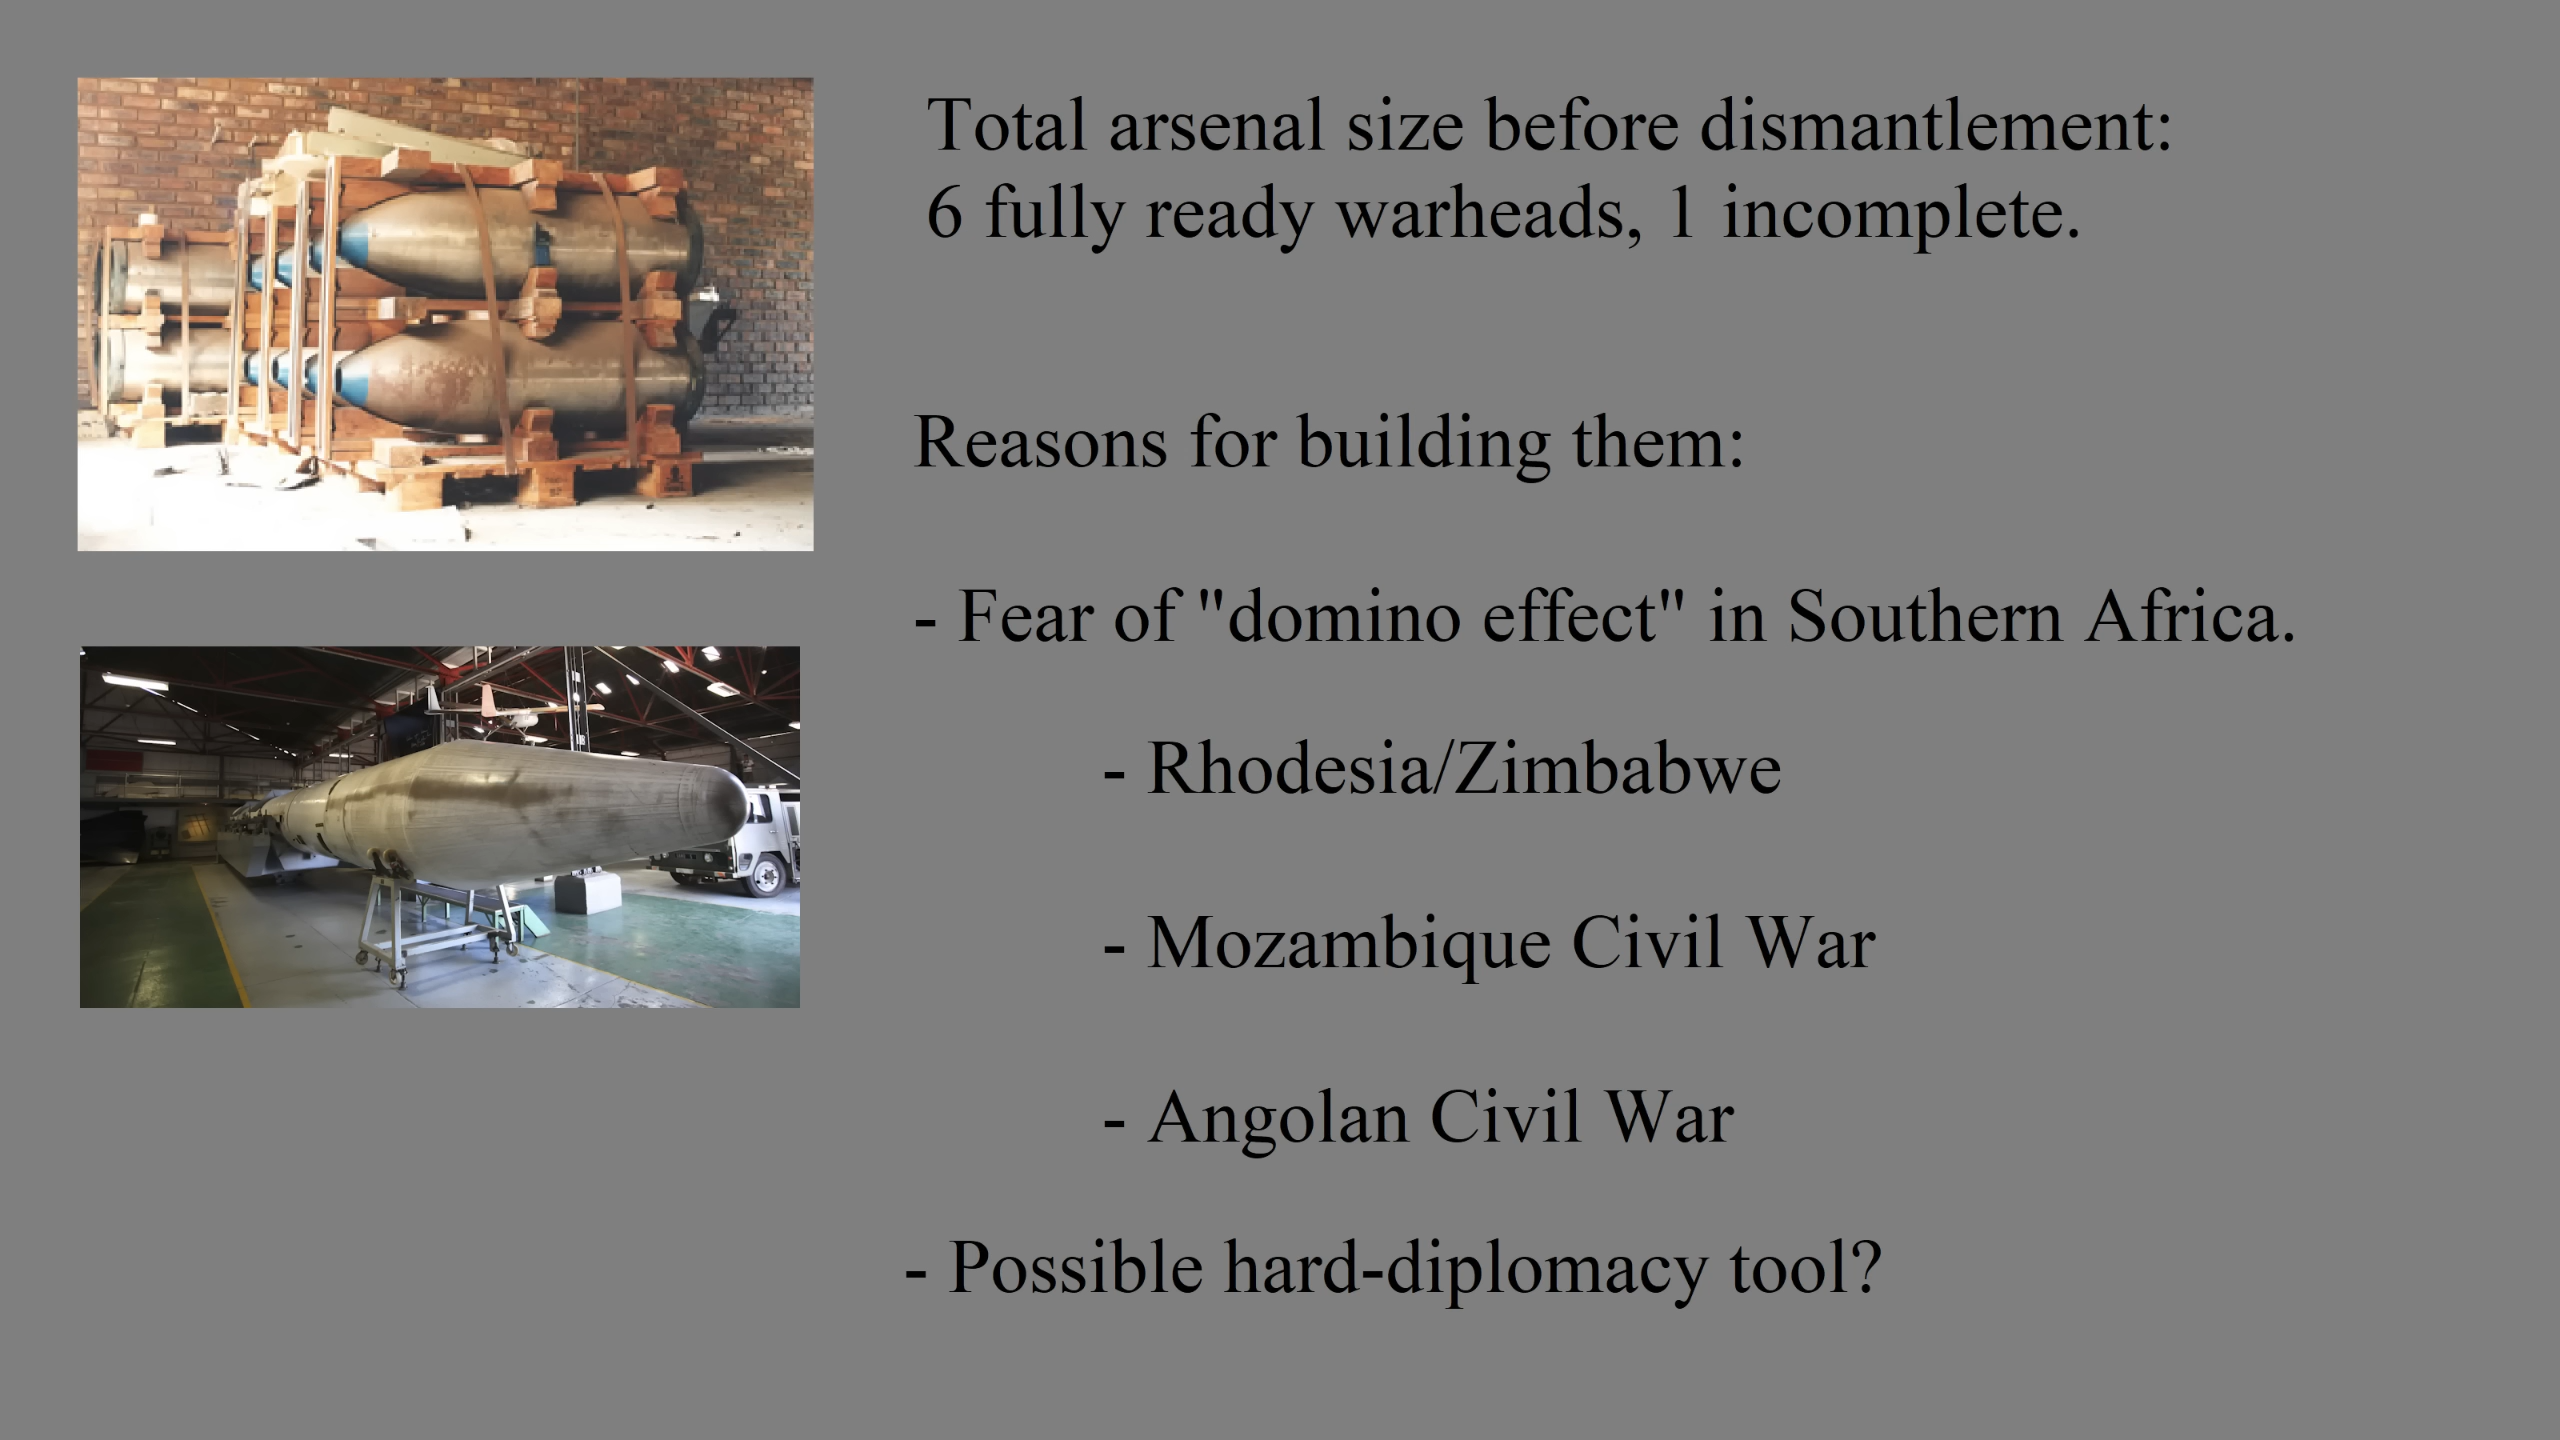 Total arsenal size before dismantlement:
6 fully ready warheads, 1 incomplete.
Reasons for building them:
- Fear of "domino effect" in Southern Africa.
- Rhodesia/Zimbabwe
- Mozambique Civil War
- Angolan Civil War
- Possible hard-diplomacy tool?